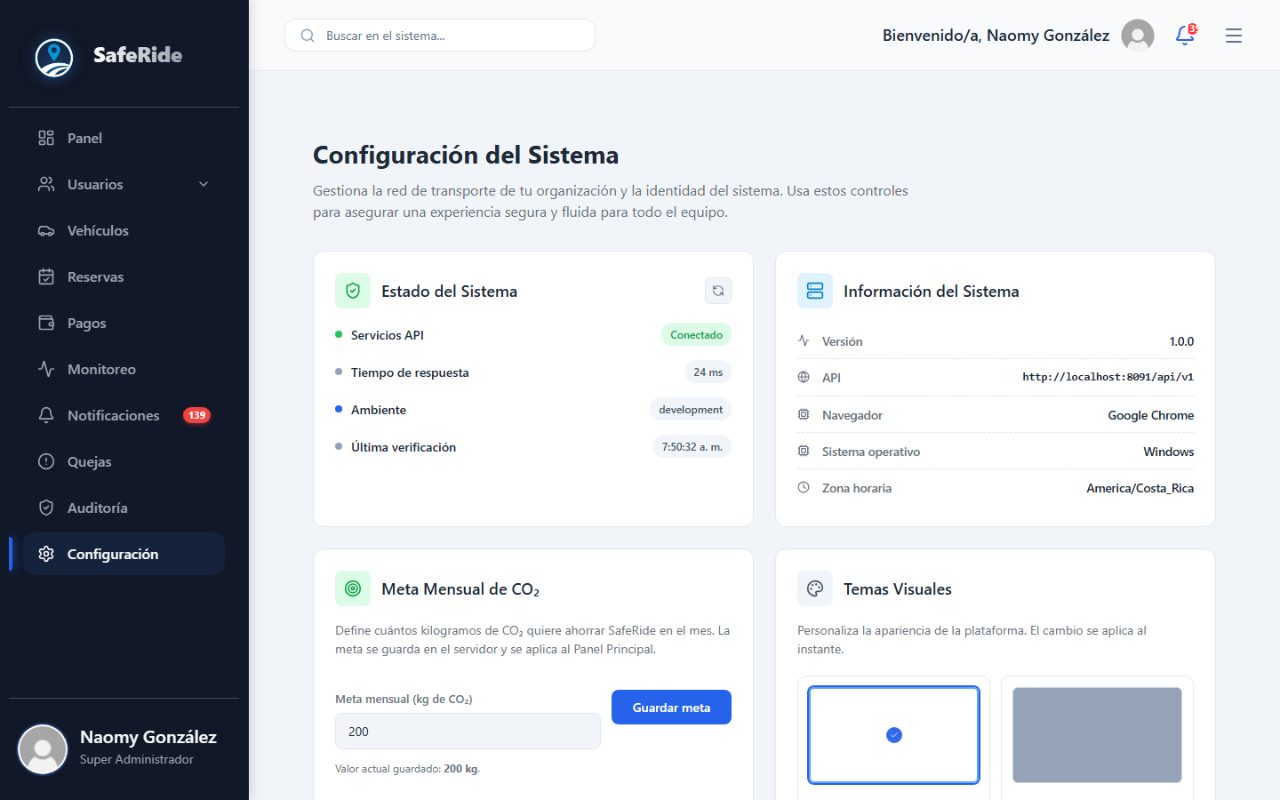 SafeRide
Buscar en el sistema...
Bienvenido/a, Naomy González
Panel
Usuarios
Vehículos
Reservas
Pagos
Monitoreo
Notificaciones 139
Quejas
Auditoría
Configuración
Naomy González
Super Administrador
Configuración del Sistema
Gestiona la red de transporte de tu organización y la identidad del sistema. Usa estos controles
para asegurar una experiencia segura y fluida para todo el equipo.
Estado del Sistema
Servicios API Conectado
Tiempo de respuesta 24 ms
Ambiente development
Última verificación 7:50:32 a. m.
Información del Sistema
Versión 1.0.0
API http://localhost:8091/api/v1
Navegador Google Chrome
Sistema operativo Windows
Zona horaria America/Costa_Rica
Meta Mensual de CO₂
Define cuántos kilogramos de CO₂ quiere ahorrar SafeRide en el mes. La
meta se guarda en el servidor y se aplica al Panel Principal.
Meta mensual (kg de CO₂)
200
Guardar meta
Valor actual guardado: 200 kg.
Temas Visuales
Personaliza la apariencia de la plataforma. El cambio se aplica al
instante.